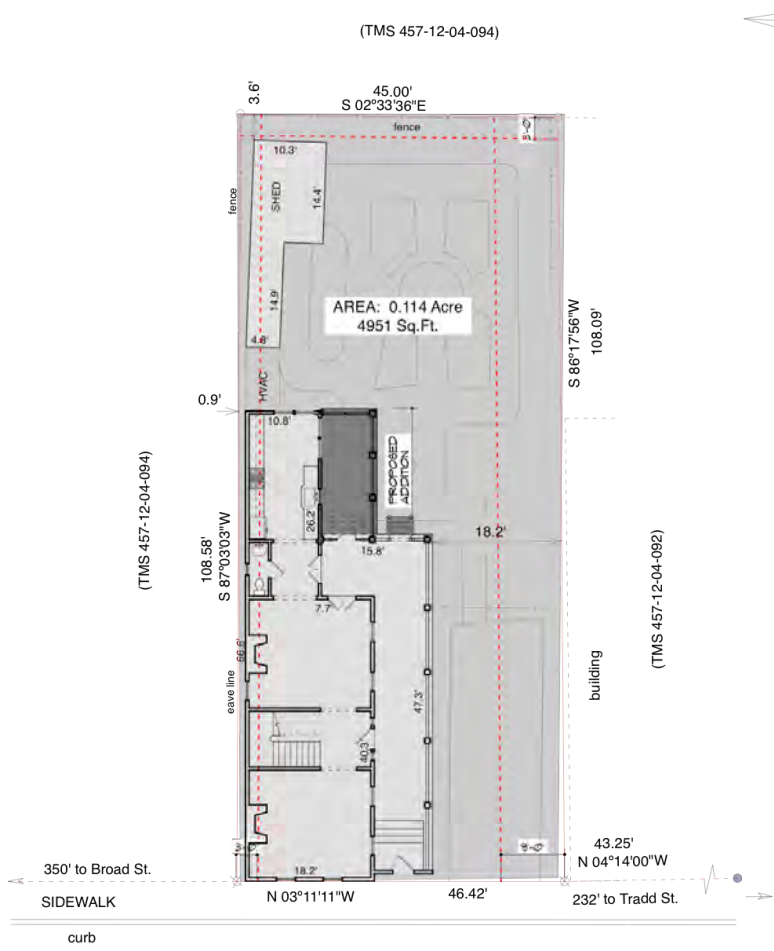 (TMS 457-12-04-094)
3.6'
45.00'
S 02°33'36"E
fence
3'-0"
10.3'
SHED
14.4'
fence
14.9'
AREA: 0.114 Acre
4951 Sq.Ft.
S 86°17'56"W
108.09'
4.8'
HVAC
0.9'
10.8'
PROPOSED
ADDITION
26.2'
18.2'
15.8'
(TMS 457-12-04-094)
108.58'
S 87°03'03"W
7.7'
(TMS 457-12-04-092)
66.6'
building
eave line
47.3'
40.3'
3'-0"
43.25'
N 04°14'00"W
350' to Broad St.
18.2'
N 03°11'11"W
46.42'
232' to Tradd St.
SIDEWALK
curb